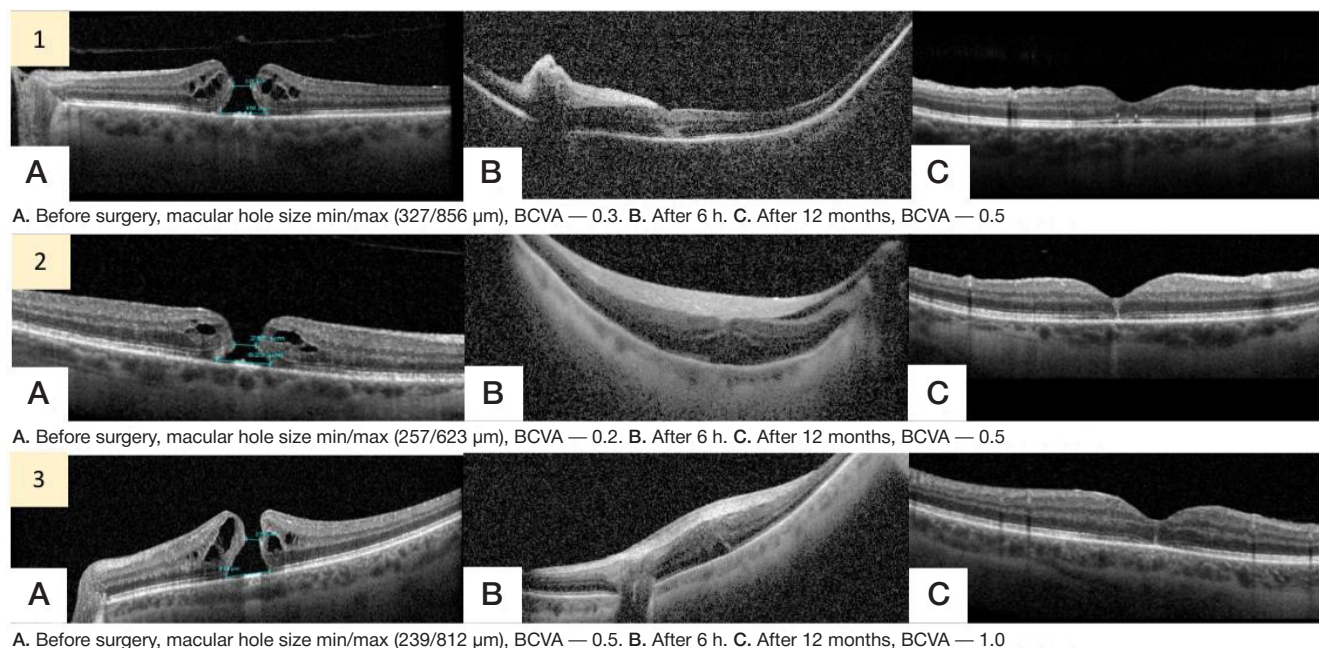 1
A B C
A. Before surgery, macular hole size min/max (327/856 μm), BCVA — 0.3. B. After 6 h. C. After 12 months, BCVA — 0.5
2
A B C
A. Before surgery, macular hole size min/max (257/623 μm), BCVA — 0.2. B. After 6 h. C. After 12 months, BCVA — 0.5
3
A B C
A. Before surgery, macular hole size min/max (239/812 μm), BCVA — 0.5. B. After 6 h. C. After 12 months, BCVA — 1.0